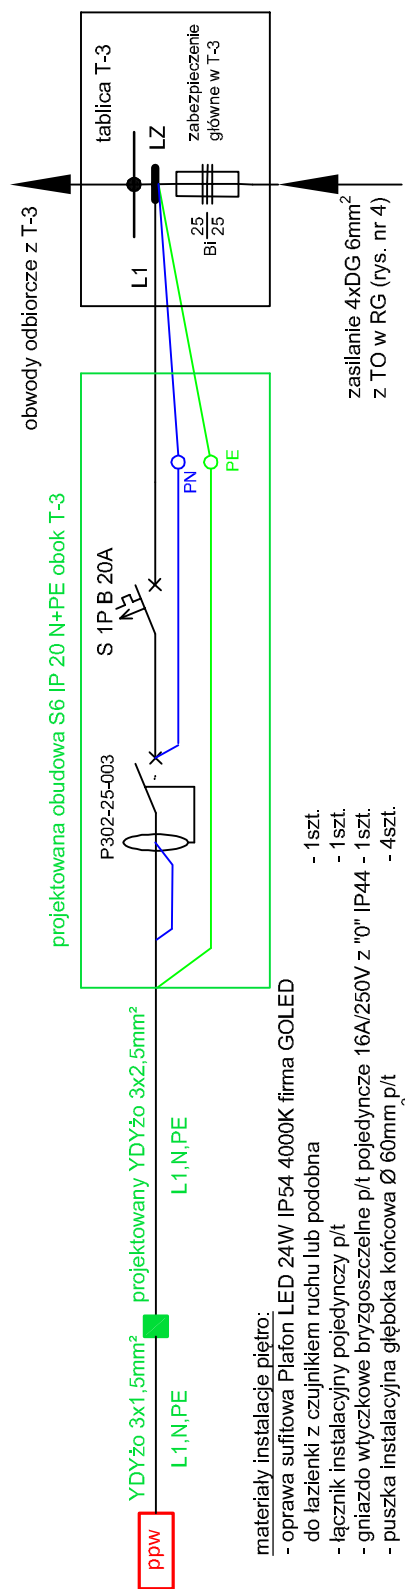 obwody odbiorcze z T-3
tablica T-3
LZ
L1
zabezpieczenie
główne w T-3
Bi 25
25
zasilanie 4xDG 6mm²
z TO w RG (rys. nr 4)
projektowana obudowa S6 IP 20 N+PE obok T-3
PN
PE
S 1P B 20A
P302-25-003
projektowany YDYżo 3x2,5mm²
L1,N,PE
YDYżo 3x1,5mm²
L1,N,PE
ppw
materiały instalacje piętro:
- oprawa sufitowa Plafon LED 24W IP54 4000K firma GOLED
do łazienki z czujnikiem ruchu lub podobna - 1szt.
- łącznik instalacyjny pojedynczy p/t - 1szt.
- gniazdo wtyczkowe bryzgoszczelne p/t pojedyncze 16A/250V z "0" IP44 - 1szt.
- puszka instalacyjna głęboka końcowa Ø 60mm p/t - 4szt.